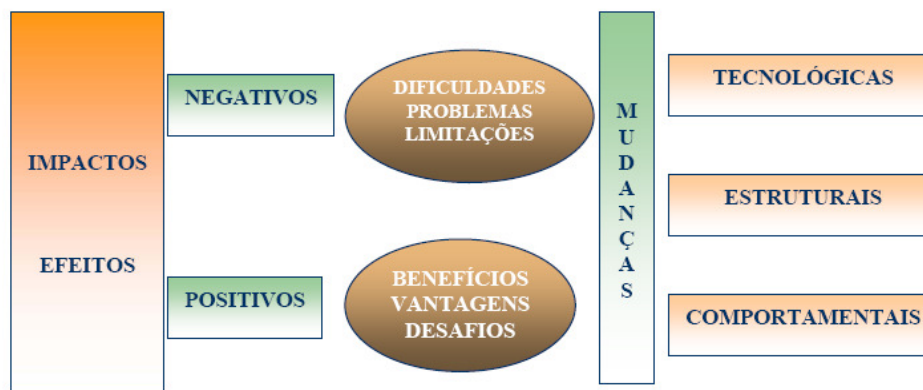 IMPACTOS
EFEITOS
NEGATIVOS
POSITIVOS
DIFICULDADES
PROBLEMAS
LIMITAÇÕES
BENEFÍCIOS
VANTAGENS
DESAFIOS
M
U
D
A
N
Ç
A
S
TECNOLÓGICAS
ESTRUTURAIS
COMPORTAMENTAIS